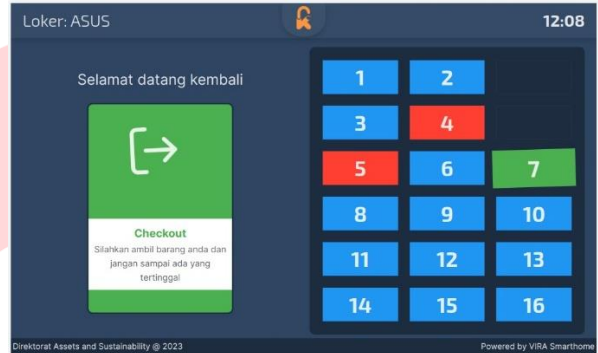 Loker: ASUS
12:08
Selamat datang kembali
Checkout
Silahkan ambil barang anda dan
jangan sampai ada yang
tertinggal
1 2
3 4
5 6 7
8 9 10
11 12 13
14 15 16
Direktorat Assets and Sustainability @ 2023
Powered by VIRA Smarthome